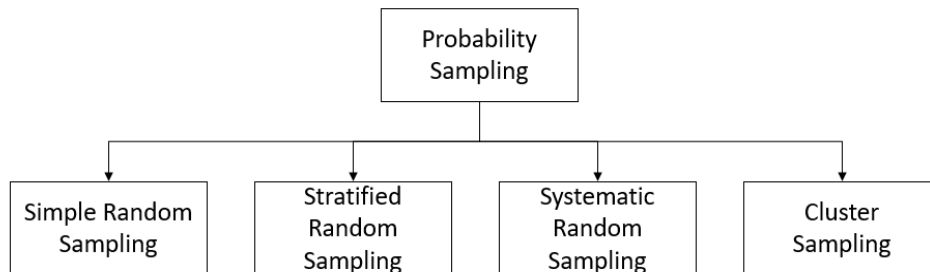 Probability
Sampling
Simple Random
Sampling
Stratified
Random
Sampling
Systematic
Random
Sampling
Cluster
Sampling